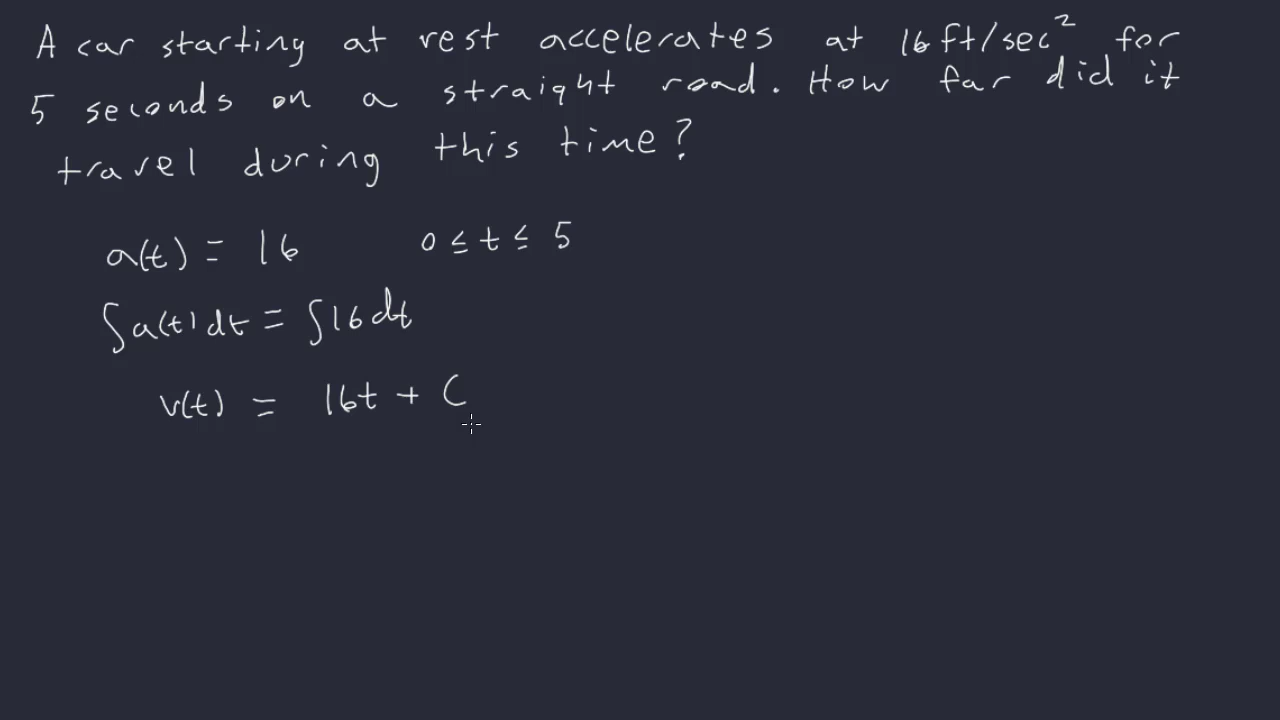 A car starting at rest accelerates at 16 ft/sec² for
5 seconds on a straight road. How far did it
travel during this time?
a(t) = 16 0 ≤ t ≤ 5
∫a(t) dt = ∫16 dt
v(t) = 16t + C